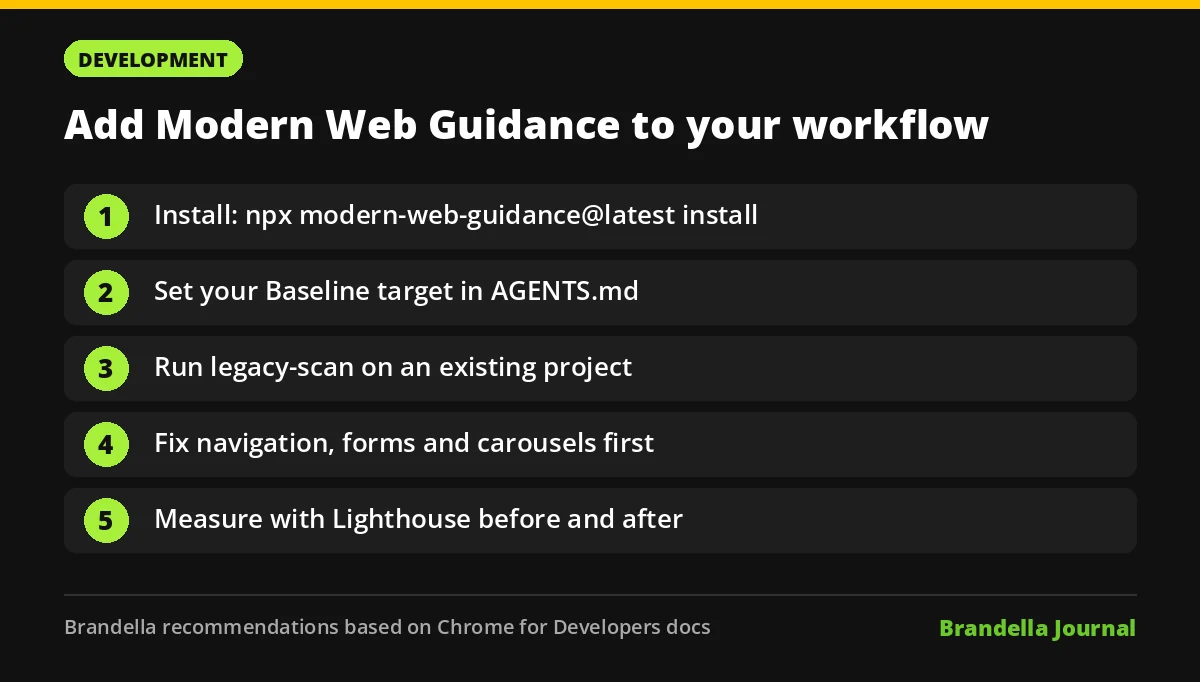 DEVELOPMENT
Add Modern Web Guidance to your workflow
1 Install: npx modern-web-guidance@latest install
2 Set your Baseline target in AGENTS.md
3 Run legacy-scan on an existing project
4 Fix navigation, forms and carousels first
5 Measure with Lighthouse before and after
Brandella recommendations based on Chrome for Developers docs
Brandella Journal